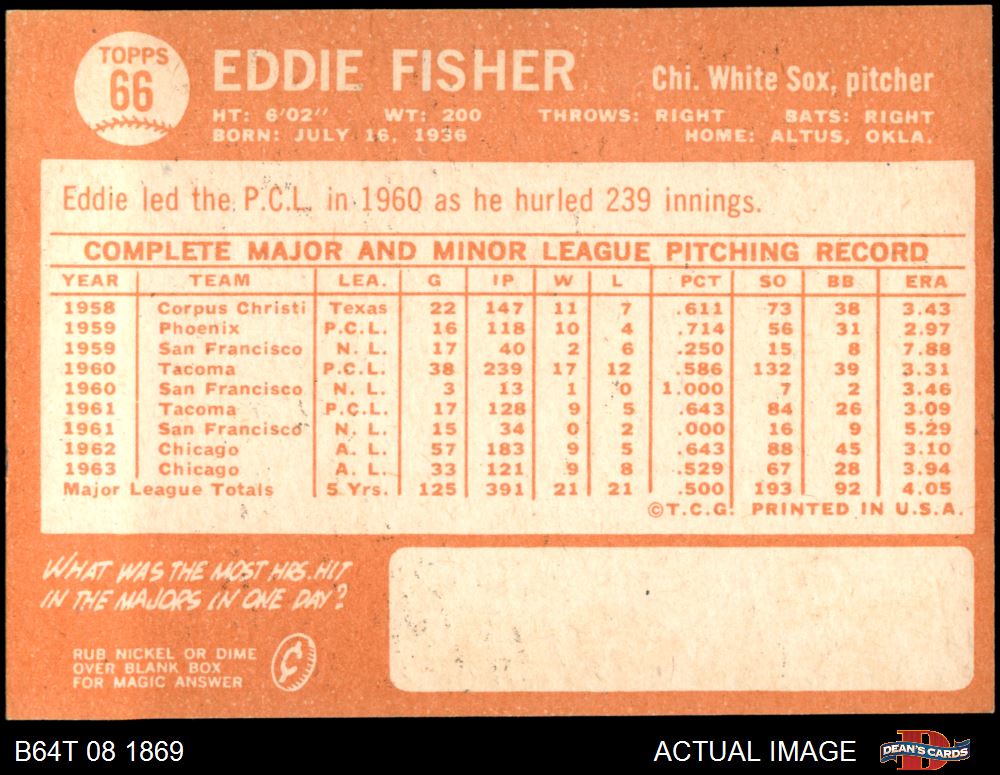 TOPPS
66
EDDIE FISHER
Chi. White Sox, pitcher
HT: 6'02" WT: 200 THROWS: RIGHT BATS: RIGHT
BORN: JULY 16, 1936 HOME: ALTUS, OKLA.
Eddie led the P.C.L. in 1960 as he hurled 239 innings.
COMPLETE MAJOR AND MINOR LEAGUE PITCHING RECORD
YEAR TEAM LEA. G IP W L PCT SO BB ERA
1958 Corpus Christi Texas 22 147 11 7 .611 73 38 3.43
1959 Phoenix P.C.L. 16 118 10 4 .714 56 31 2.97
1959 San Francisco N. L. 17 40 2 6 .250 15 8 7.88
1960 Tacoma P.C.L. 38 239 17 12 .586 132 39 3.31
1960 San Francisco N. L. 3 13 1 0 1.000 7 2 3.46
1961 Tacoma P.C.L. 17 128 9 5 .643 84 26 3.09
1961 San Francisco N. L. 15 34 0 2 .000 16 9 5.29
1962 Chicago A. L. 57 183 9 5 .643 88 45 3.10
1963 Chicago A. L. 33 121 9 8 .529 67 28 3.94
Major League Totals 5 Yrs. 125 391 21 21 .500 193 92 4.05
©T.C.G. PRINTED IN U.S.A.
WHAT WAS THE MOST HRS. HIT
IN THE MAJORS IN ONE DAY?
RUB NICKEL OR DIME
OVER BLANK BOX
FOR MAGIC ANSWER
B64T 08 1869
ACTUAL IMAGE
D
DEAN'S CARDS